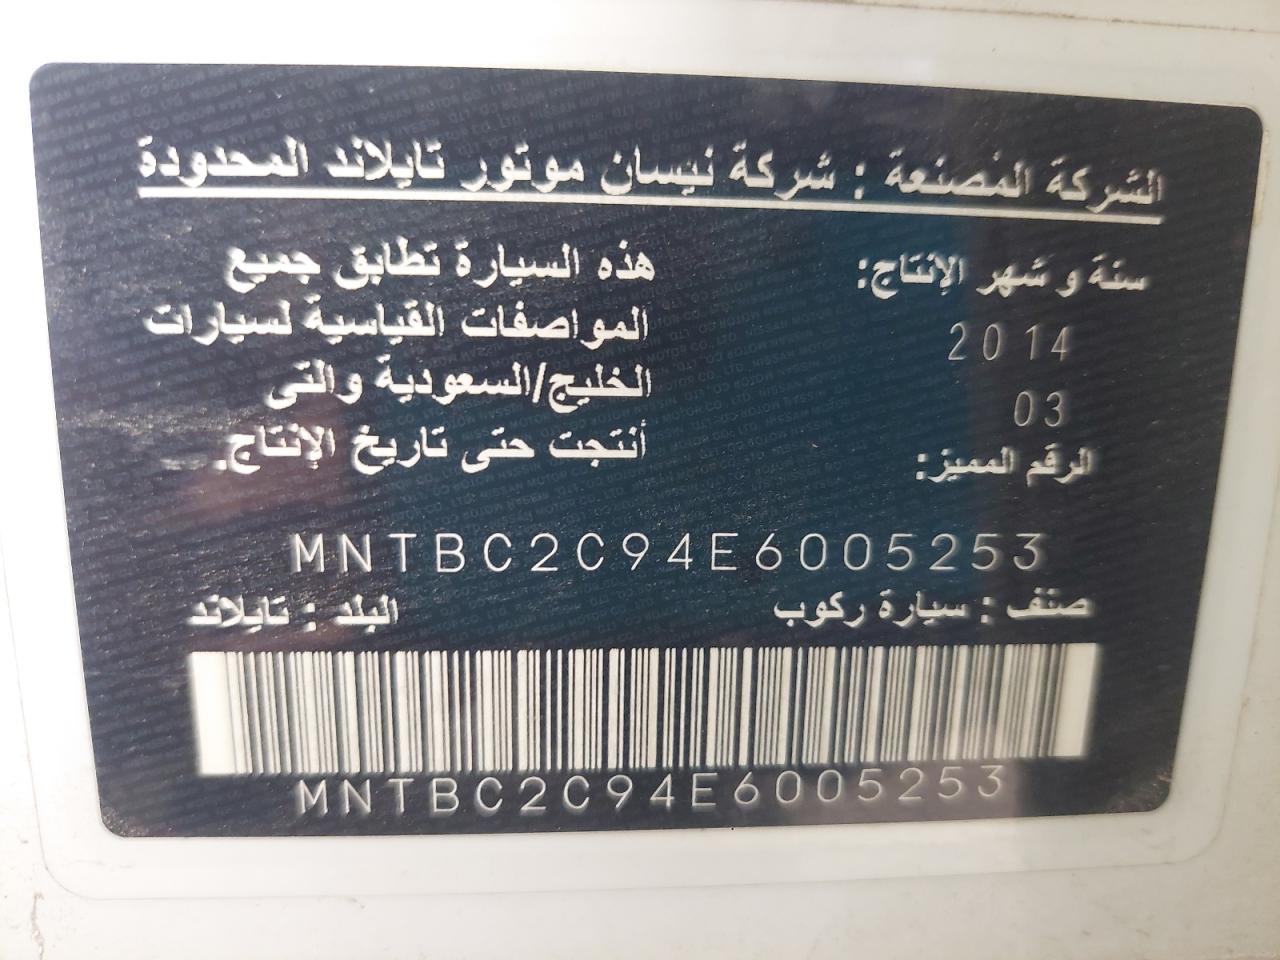 الشركة المصنعة : شركة نيسان موتور تايلاند المحدودة
سنة و شهر الإنتاج:
2014
03
الرقم المميز:
هذه السيارة تطابق جميع
المواصفات القياسية لسيارات
الخليج/السعودية والتى
أنتجت حتى تاريخ الإنتاج.
MNTBC2C94E6005253
صنف : سيارة ركوب
البلد : تايلاند
MNTBC2C94E6005253